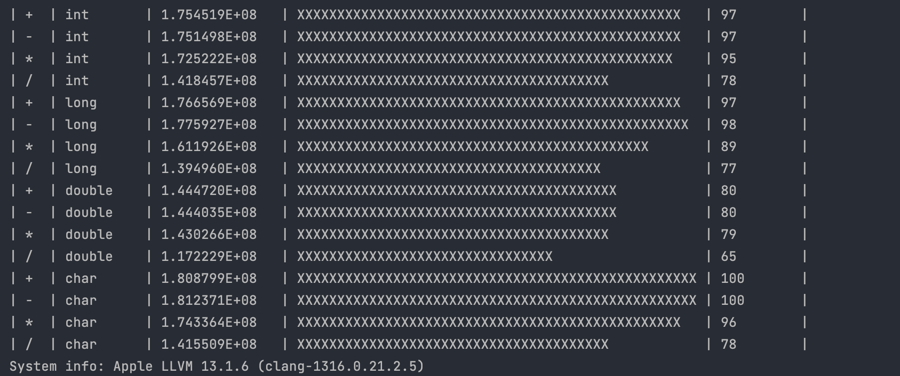 | + | int | 1.754519E+08 | XXXXXXXXXXXXXXXXXXXXXXXXXXXXXXXXXXXXXXXXXXXXXXXX | 97 |
| - | int | 1.751498E+08 | XXXXXXXXXXXXXXXXXXXXXXXXXXXXXXXXXXXXXXXXXXXXXXXX | 97 |
| * | int | 1.725222E+08 | XXXXXXXXXXXXXXXXXXXXXXXXXXXXXXXXXXXXXXXXXXXXXXX | 95 |
| / | int | 1.418457E+08 | XXXXXXXXXXXXXXXXXXXXXXXXXXXXXXXXXXXXXXX | 78 |
| + | long | 1.766569E+08 | XXXXXXXXXXXXXXXXXXXXXXXXXXXXXXXXXXXXXXXXXXXXXXXX | 97 |
| - | long | 1.775927E+08 | XXXXXXXXXXXXXXXXXXXXXXXXXXXXXXXXXXXXXXXXXXXXXXXXX | 98 |
| * | long | 1.611926E+08 | XXXXXXXXXXXXXXXXXXXXXXXXXXXXXXXXXXXXXXXXXXXX | 89 |
| / | long | 1.394960E+08 | XXXXXXXXXXXXXXXXXXXXXXXXXXXXXXXXXXXXXX | 77 |
| + | double | 1.444720E+08 | XXXXXXXXXXXXXXXXXXXXXXXXXXXXXXXXXXXXXXXX | 80 |
| - | double | 1.444035E+08 | XXXXXXXXXXXXXXXXXXXXXXXXXXXXXXXXXXXXXXXX | 80 |
| * | double | 1.430266E+08 | XXXXXXXXXXXXXXXXXXXXXXXXXXXXXXXXXXXXXXX | 79 |
| / | double | 1.172229E+08 | XXXXXXXXXXXXXXXXXXXXXXXXXXXXXXXX | 65 |
| + | char | 1.808799E+08 | XXXXXXXXXXXXXXXXXXXXXXXXXXXXXXXXXXXXXXXXXXXXXXXXXX | 100 |
| - | char | 1.812371E+08 | XXXXXXXXXXXXXXXXXXXXXXXXXXXXXXXXXXXXXXXXXXXXXXXXXX | 100 |
| * | char | 1.743364E+08 | XXXXXXXXXXXXXXXXXXXXXXXXXXXXXXXXXXXXXXXXXXXXXXXX | 96 |
| / | char | 1.415509E+08 | XXXXXXXXXXXXXXXXXXXXXXXXXXXXXXXXXXXXXXX | 78 |
System info: Apple LLVM 13.1.6 (clang-1316.0.21.2.5)